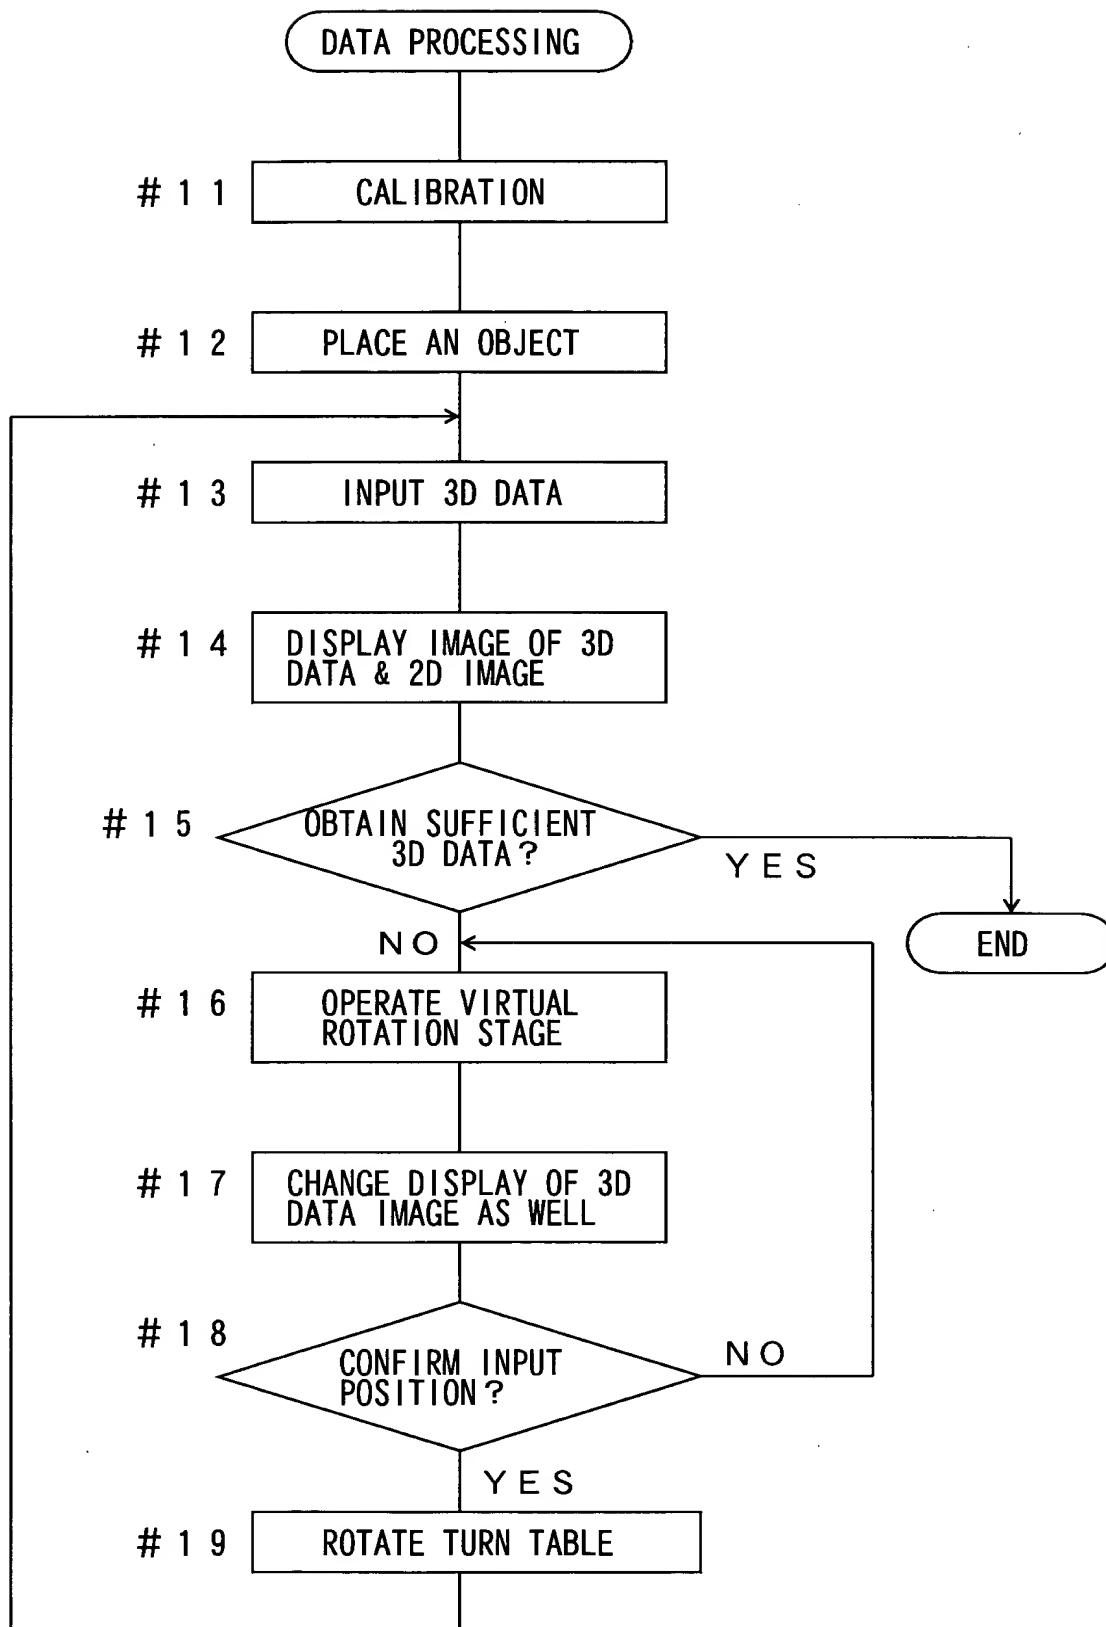 DATA PROCESSING
#11
CALIBRATION
#12
PLACE AN OBJECT
#13
INPUT 3D DATA
#14
DISPLAY IMAGE OF 3D
DATA & 2D IMAGE
#15
OBTAIN SUFFICIENT
3D DATA?
YES
NO
END
#16
OPERATE VIRTUAL
ROTATION STAGE
#17
CHANGE DISPLAY OF 3D
DATA IMAGE AS WELL
#18
CONFIRM INPUT
POSITION?
NO
YES
#19
ROTATE TURN TABLE